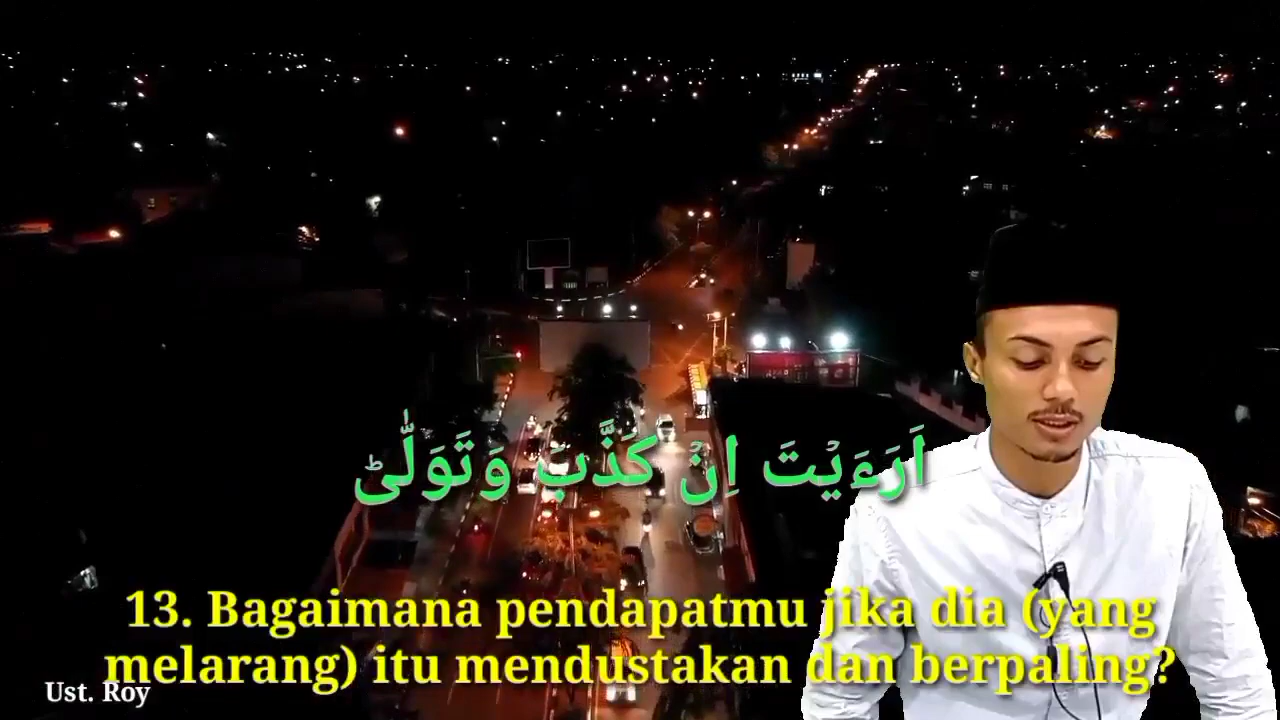 اَرَءَيْتَ اِنْ كَذَّبَ وَتَوَلّٰىۗ
13. Bagaimana pendapatmu jika dia (yang
melarang) itu mendustakan dan berpaling?
Ust. Roy